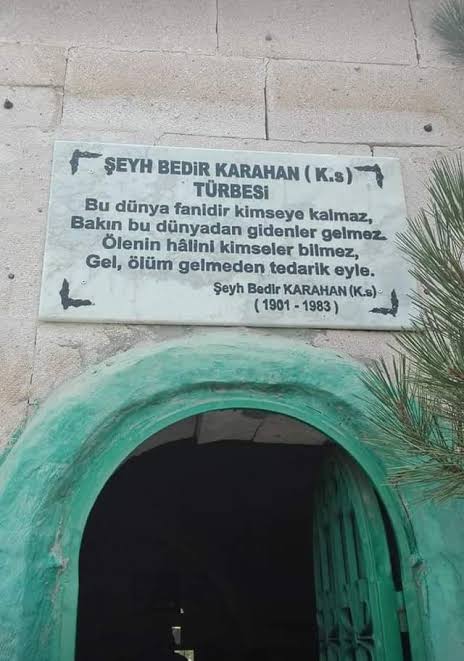 ŞEYH BEDİR KARAHAN ( K.s )
TÜRBESİ
Bu dünya fanidir kimseye kalmaz,
Bakın bu dünyadan gidenler gelmez.
Ölenin hâlini kimseler bilmez,
Gel, ölüm gelmeden tedarik eyle.
Şeyh Bedir KARAHAN (K.s)
( 1901 - 1983 )